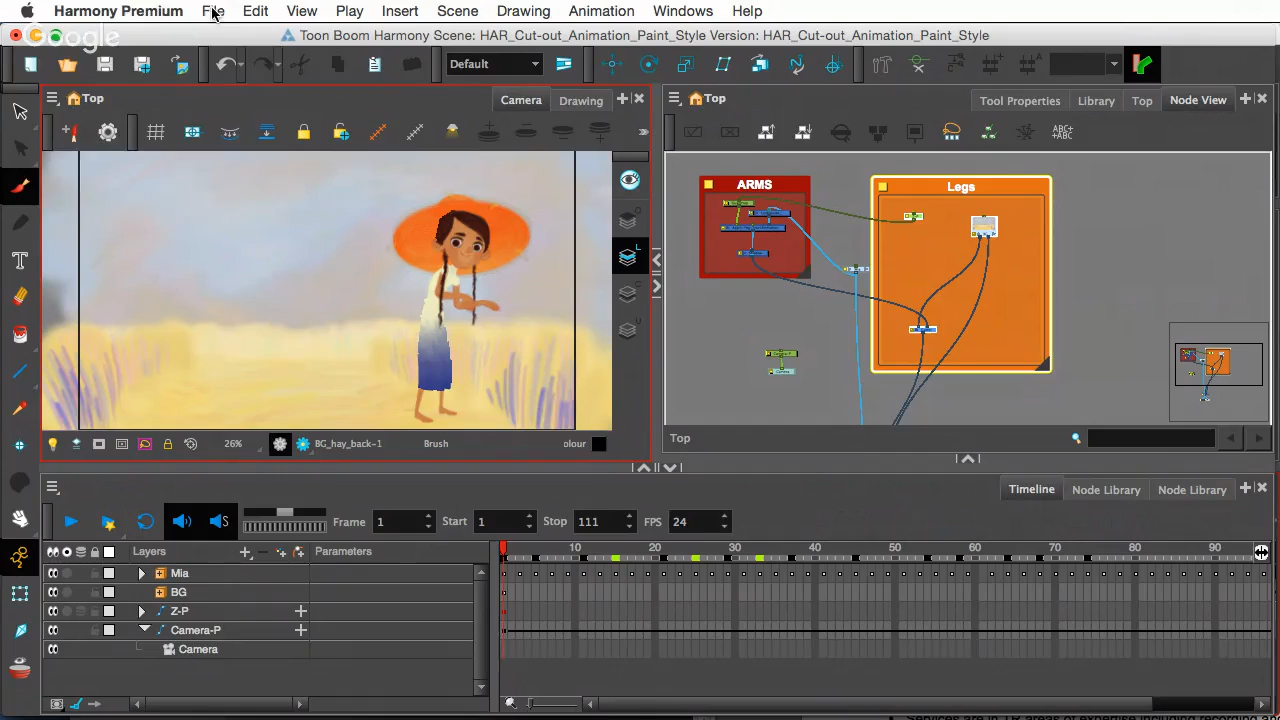 Harmony Premium File Edit View Play Insert Scene Drawing Animation Windows Help
Google
Toon Boom Harmony Scene: HAR_Cut-out_Animation_Paint_Style Version: HAR_Cut-out_Animation_Paint_Style
Default
Top Camera Drawing
Top Tool Properties Library Top Node View
ABC+
ABC
ARMS
Legs
26% BG_hay_back-1 Brush olour
Top
Timeline Node Library Node Library
Frame 1 Start 1 Stop 111 FPS 24
Layers Parameters
10 20 30 40 50 60 70 80 90
Mia
BG
Z-P
Camera-P
Camera